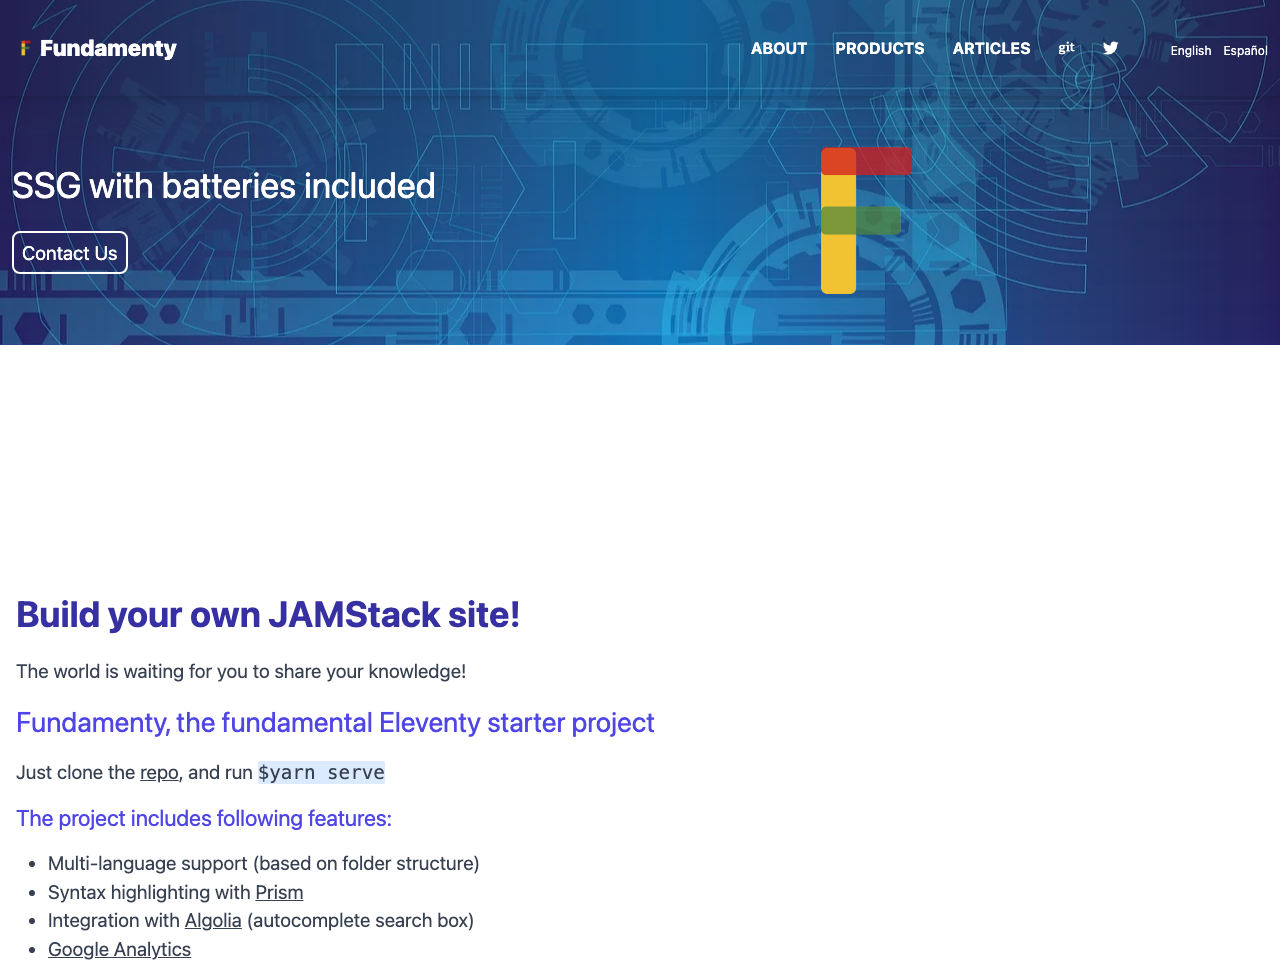 Fundamenty
ABOUT PRODUCTS ARTICLES git English Español
SSG with batteries included
Contact Us
Build your own JAMStack site!
The world is waiting for you to share your knowledge!
Fundamenty, the fundamental Eleventy starter project
Just clone the repo, and run $yarn serve
The project includes following features:
Multi-language support (based on folder structure)
Syntax highlighting with Prism
Integration with Algolia (autocomplete search box)
Google Analytics